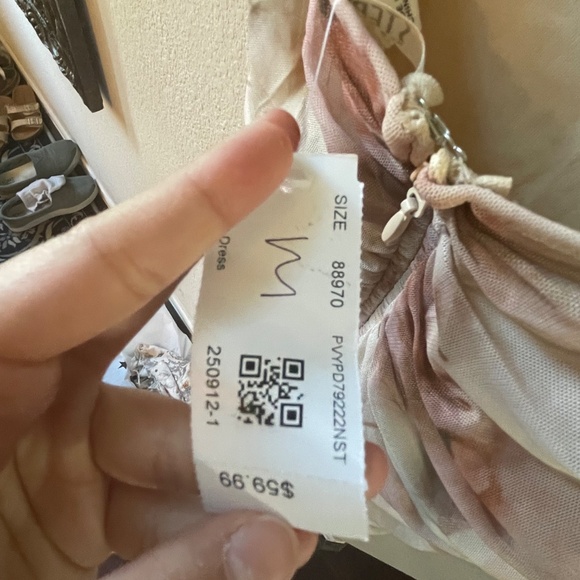 SIZE 88970 PVYPD79222NST
M
Dress
250912-1
$59.99